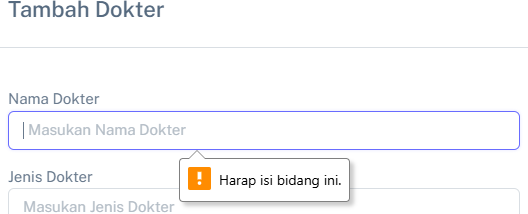 Tambah Dokter
Nama Dokter
Masukan Nama Dokter
Harap isi bidang ini.
Jenis Dokter
Masukan Jenis Dokter